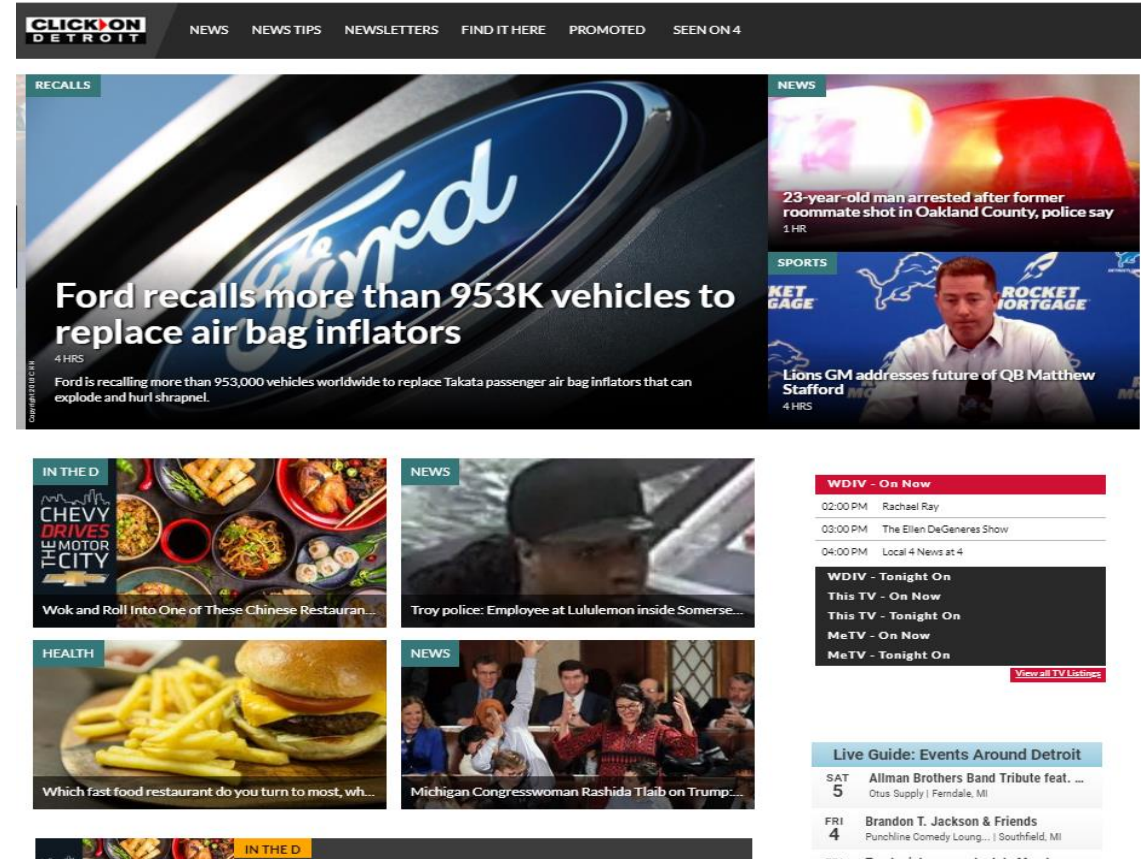 CLICK ON
DETROIT
NEWS NEWS TIPS NEWSLETTERS FIND IT HERE PROMOTED SEEN ON 4
RECALLS
Ford
Ford recalls more than 953K vehicles to
replace air bag inflators
4 HRS
Ford is recalling more than 953,000 vehicles worldwide to replace Takata passenger air bag inflators that can
explode and hurl shrapnel.
Copyright 2018 CNN
NEWS
23-year-old man arrested after former
roommate shot in Oakland County, police say
1 HR
SPORTS
ROCKET
MORTGAGE
Lions GM addresses future of QB Matthew
Stafford
4 HRS
IN THE D
CHEVY
DRIVES
THE MOTOR
CITY
Wok and Roll Into One of These Chinese Restauran...
NEWS
Troy police: Employee at Lululemon inside Somerse...
HEALTH
Which fast food restaurant do you turn to most, wh...
NEWS
Michigan Congresswoman Rashida Tlaib on Trump:...
IN THE D
WDIV - On Now
02:00 PM Rachael Ray
03:00 PM The Ellen DeGeneres Show
04:00 PM Local 4 News at 4
WDIV - Tonight On
This TV - On Now
This TV - Tonight On
MeTV - On Now
MeTV - Tonight On
View all TV Listings
Live Guide: Events Around Detroit
SAT
5
Allman Brothers Band Tribute feat. ...
Otus Supply | Ferndale, MI
FRI
4
Brandon T. Jackson & Friends
Punchline Comedy Loung... | Southfield, MI